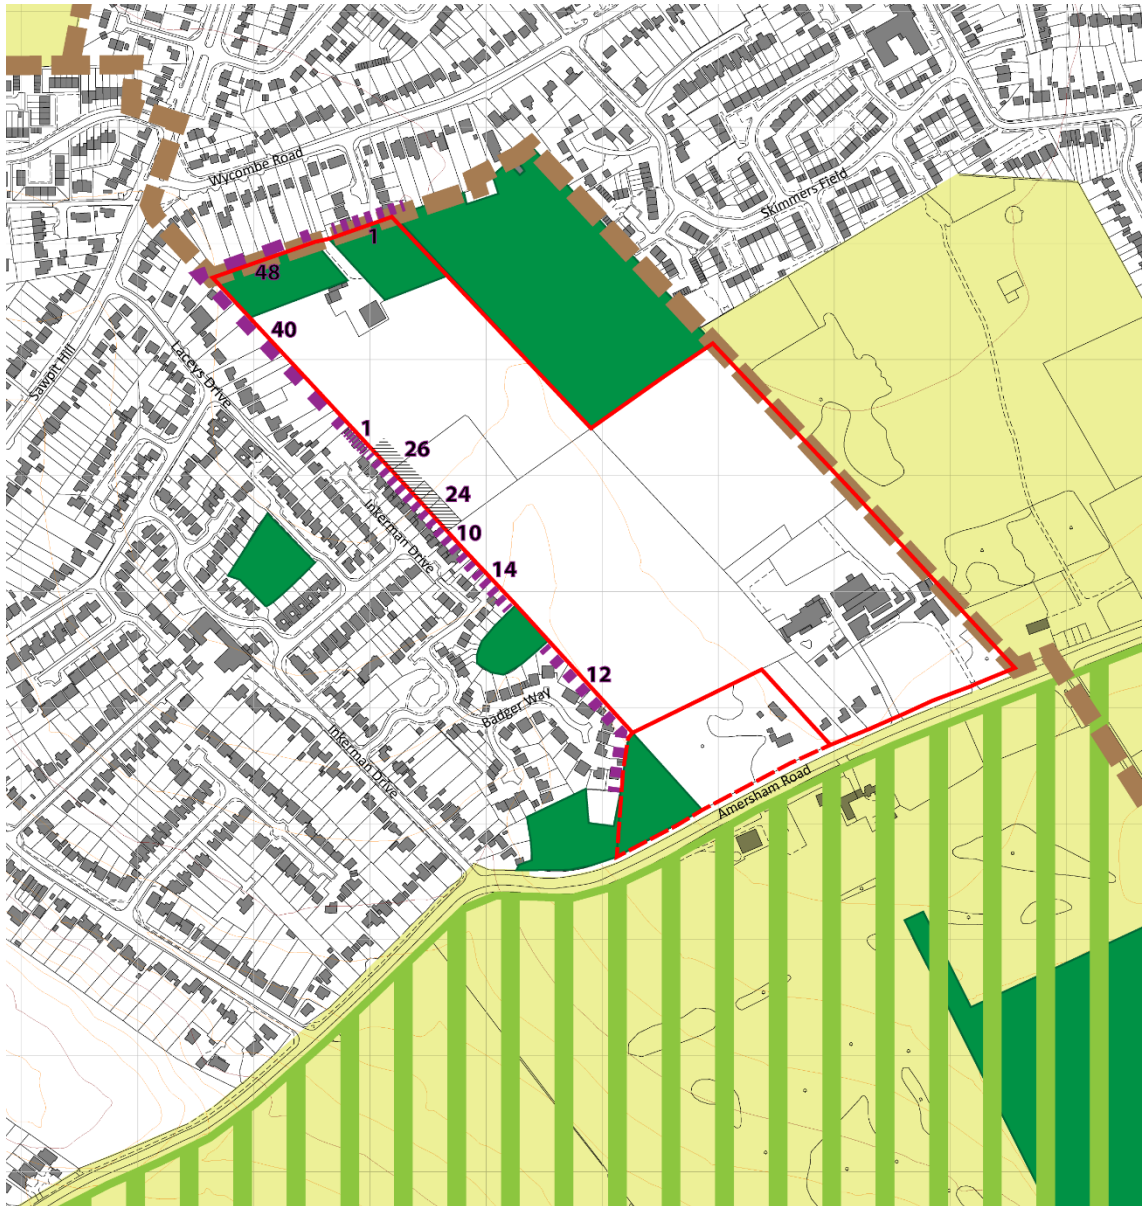 Wycombe Road
Skimmers Field
1
48
40
Sawpit Hill
Laceys Drive
1
26
24
Inkerman Drive
10
14
12
Badger Way
Inkerman Drive
Amersham Road